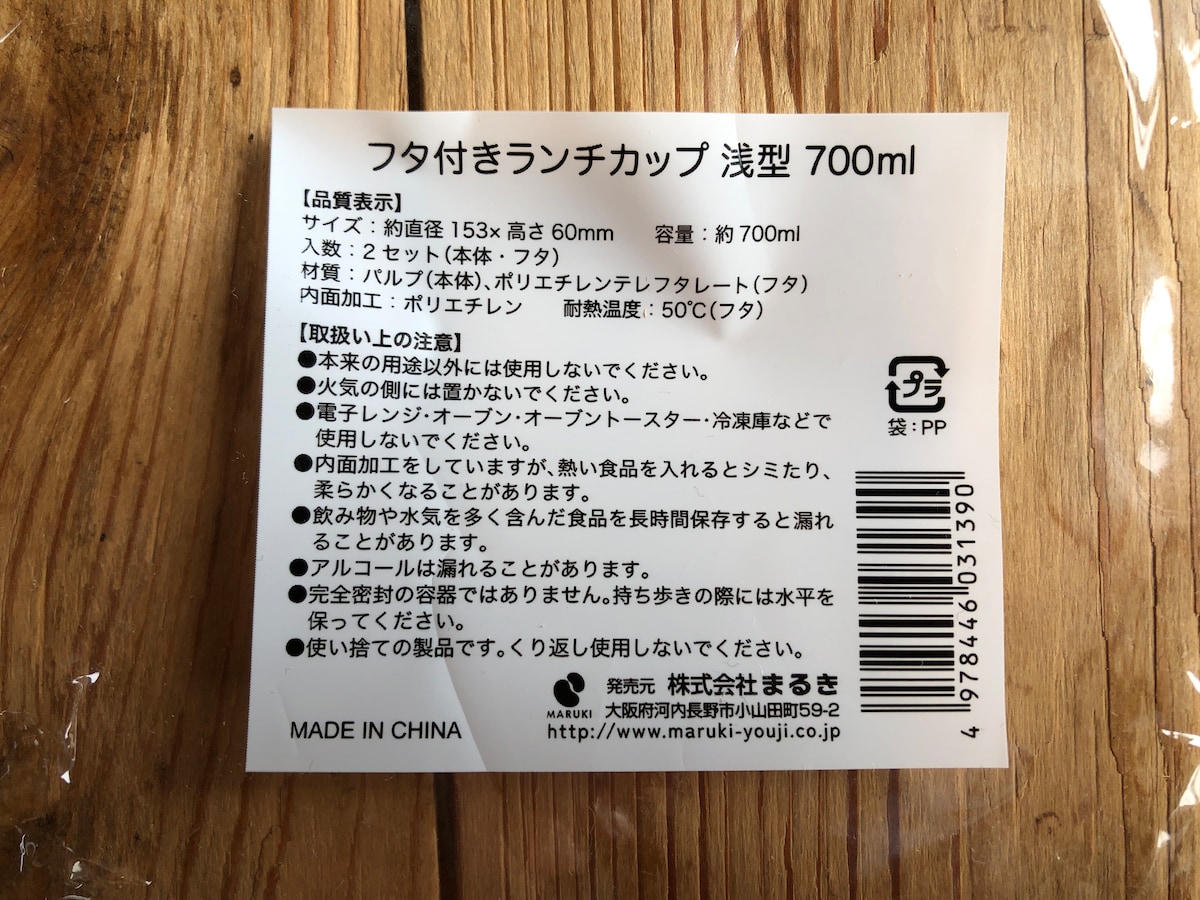 フタ付きランチカップ 浅型 700ml
【品質表示】
サイズ：約直径153×高さ60mm　容量：約700ml
入数：2セット（本体・フタ）
材質：パルプ（本体）、ポリエチレンテレフタレート（フタ）
内面加工：ポリエチレン　耐熱温度：50℃（フタ）
【取扱い上の注意】
●本来の用途以外には使用しないでください。
●火気の側には置かないでください。
●電子レンジ・オーブン・オーブントースター・冷凍庫などで
使用しないでください。
●内面加工をしていますが、熱い食品を入れるとシミたり、
柔らかくなることがあります。
●飲み物や水気を多く含んだ食品を長時間保存すると漏れ
ることがあります。
●アルコールは漏れることがあります。
●完全密封の容器ではありません。持ち歩きの際には水平を
保ってください。
●使い捨ての製品です。くり返し使用しないでください。
プラ
袋：PP
4 978446 031390
MARUKI
発売元 株式会社まるき
大阪府河内長野市小山田町59-2
http://www.maruki-youji.co.jp
MADE IN CHINA